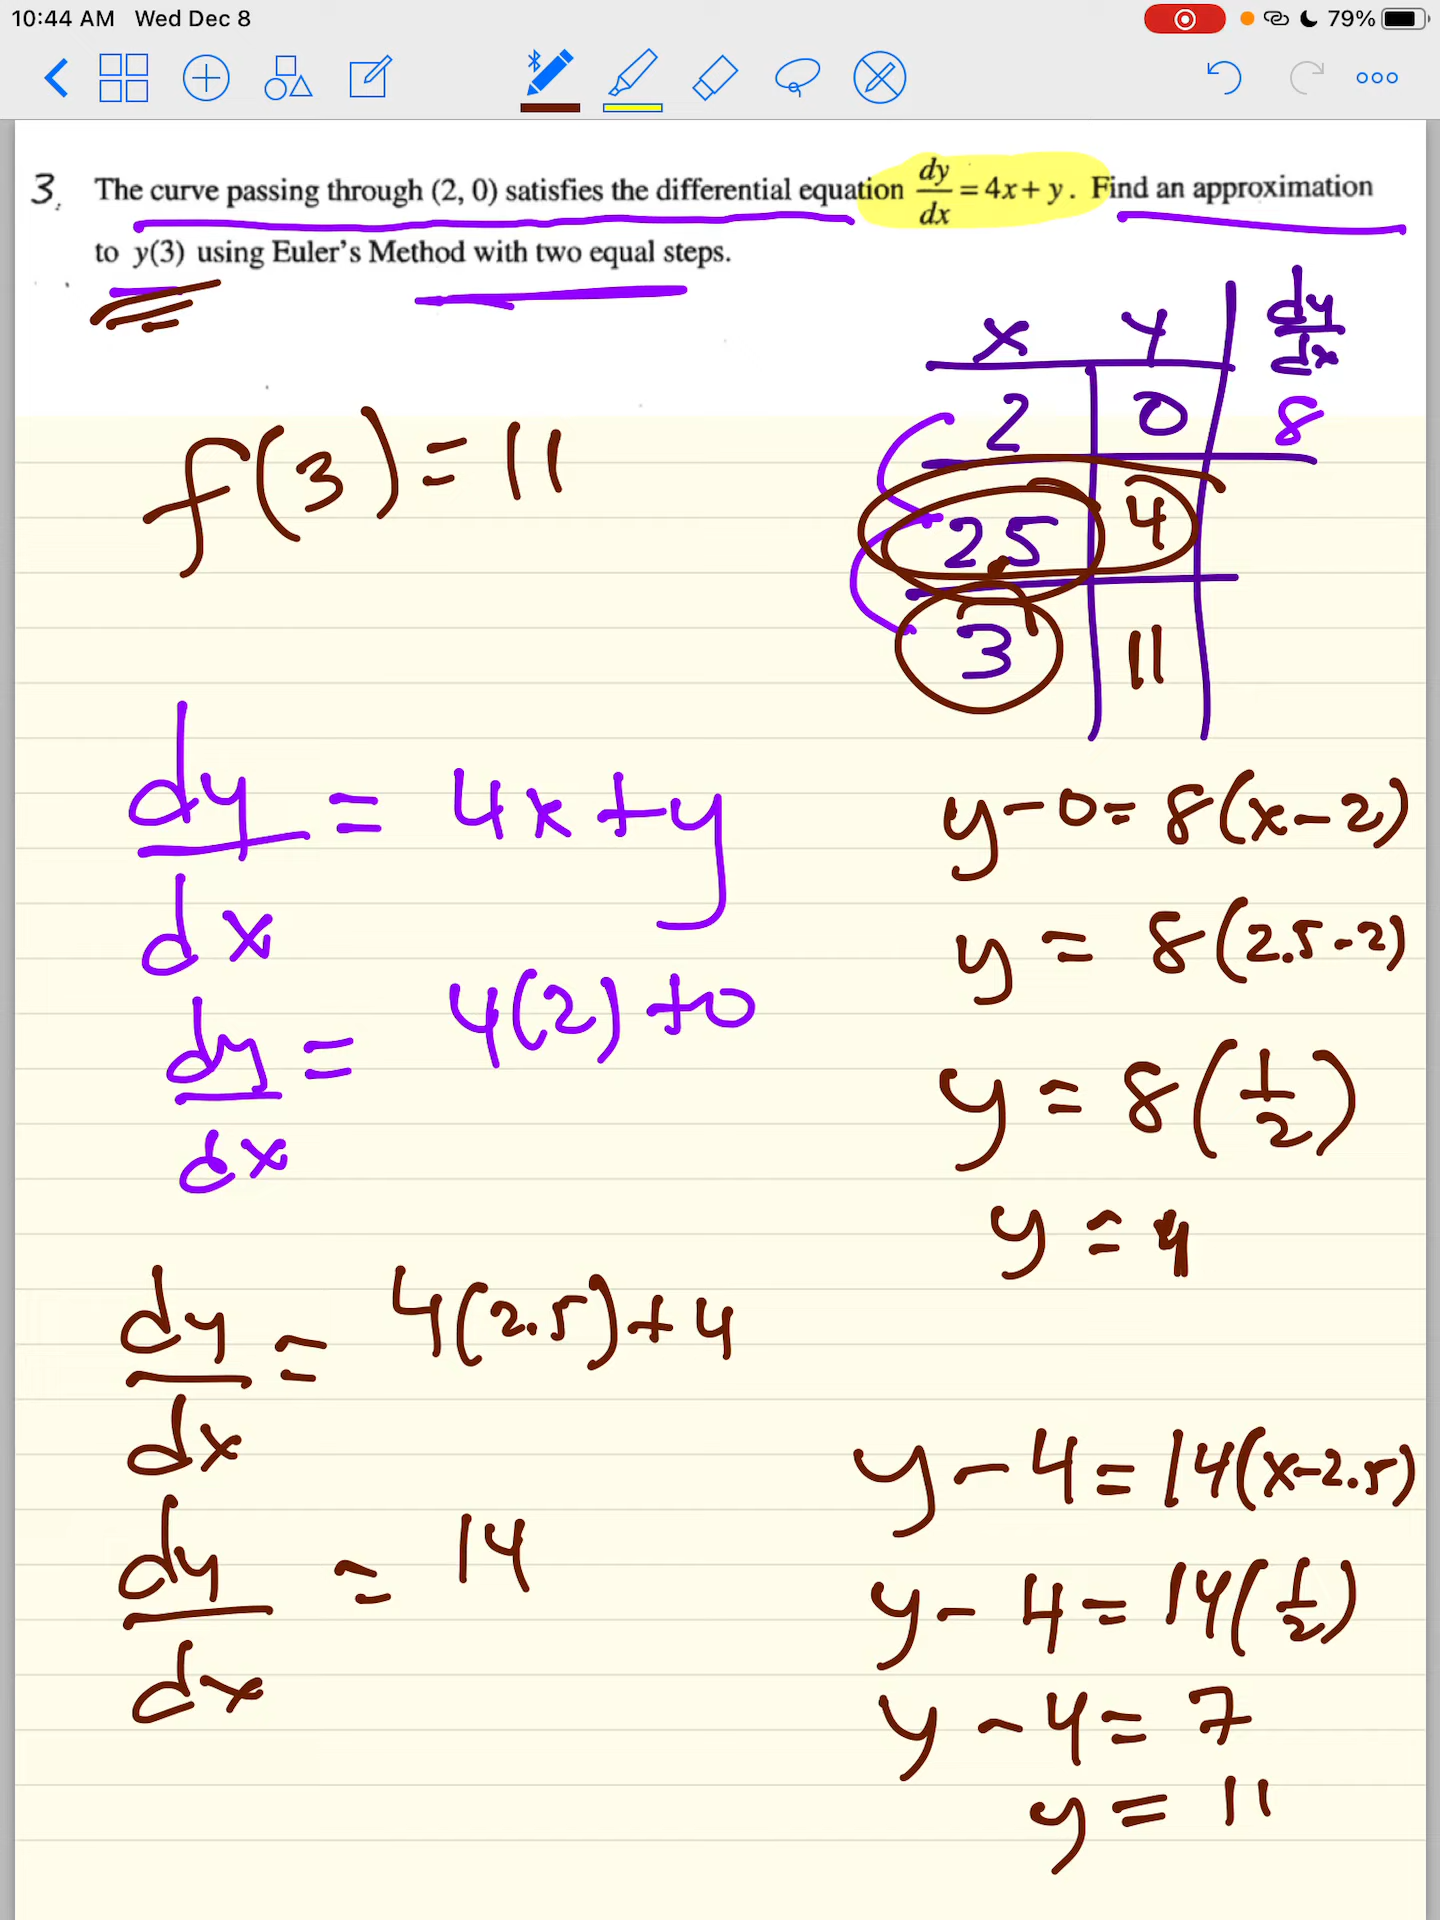 10:44 AM Wed Dec 8 79%
3. The curve passing through (2, 0) satisfies the differential equation dy/dx = 4x + y. Find an approximation
to y(3) using Euler's Method with two equal steps.
x y dy/dx
2 0 8
2.5 4
3 11
f(3) = 11
dy/dx = 4x + y
dy/dx = 4(2) + 0
y - 0 = 8(x - 2)
y = 8(2.5 - 2)
y = 8(1/2)
y = 4
dy/dx = 4(2.5) + 4
dy/dx = 14
y - 4 = 14(x - 2.5)
y - 4 = 14(1/2)
y - 4 = 7
y = 11